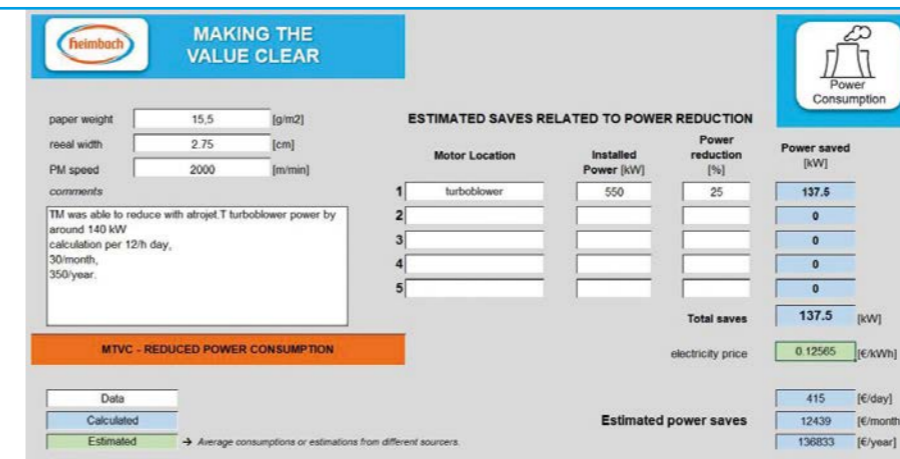 heimbach
MAKING THE
VALUE CLEAR
Power
Consumption
paper weight 15,5 [g/m2]
reeal width 2.75 [cm]
PM speed 2000 [m/min]
comments
TM was able to reduce with atrojet.T turboblower power by
around 140 kW
calculation per 12/h day,
30/month,
350/year.
MTVC - REDUCED POWER CONSUMPTION
Data
Calculated
Estimated → Average consumptions or estimations from different sourcers.
ESTIMATED SAVES RELATED TO POWER REDUCTION
Motor Location Installed Power [kW] Power reduction [%] Power saved [kW]
1 turboblower 550 25 137.5
2 0
3 0
4 0
5 0
Total saves 137.5 [kW]
electricity price 0.12565 [€/kWh]
Estimated power saves
415 [€/day]
12439 [€/month
136833 [€/year]